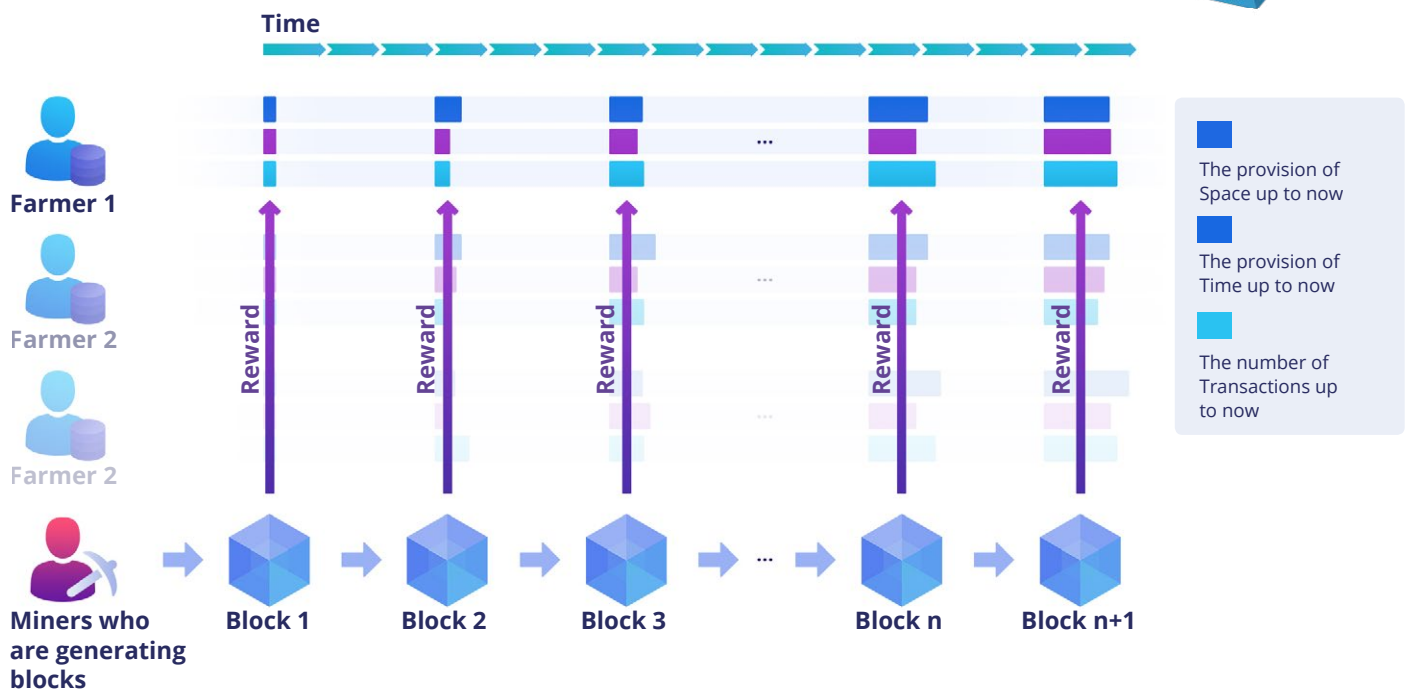 Time
...
Farmer 1
...
Farmer 2
...
Farmer 2
Reward
Reward
Reward
Reward
Reward
...
Miners who
are generating
blocks
Block 1
Block 2
Block 3
Block n
Block n+1
The provision of
Space up to now
The provision of
Time up to now
The number of
Transactions up
to now